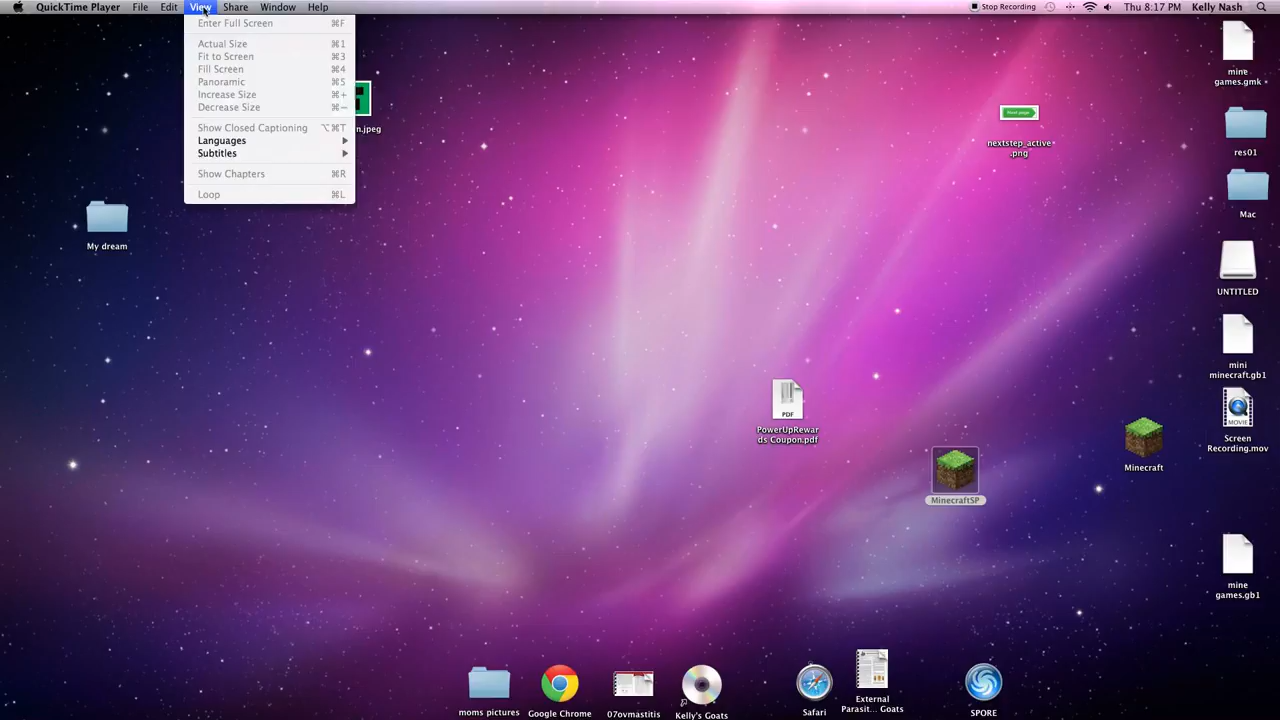 QuickTime Player File Edit View Share Window Help Stop Recording Thu 8:17 PM Kelly Nash
Enter Full Screen ⌘F
Actual Size ⌘1
Fit to Screen ⌘3
Fill Screen ⌘4
Panoramic ⌘5
Increase Size ⌘+
Decrease Size ⌘−
Show Closed Captioning ⌥⌘T
Languages
Subtitles
Show Chapters ⌘R
Loop ⌘L
n.jpeg
My dream
Next page
nextstep_active
.png
mine
games.gmk
res01
Mac
UNTITLED
mini
minecraft.gb1
MOVIE
Screen
Recording.mov
PDF
PowerUpRewar
ds Coupon.pdf
MinecraftSP
Minecraft
mine
games.gb1
moms pictures
Google Chrome
07ovmastitis
Kelly's Goats
Safari
External
Parasit... Goats
SPORE